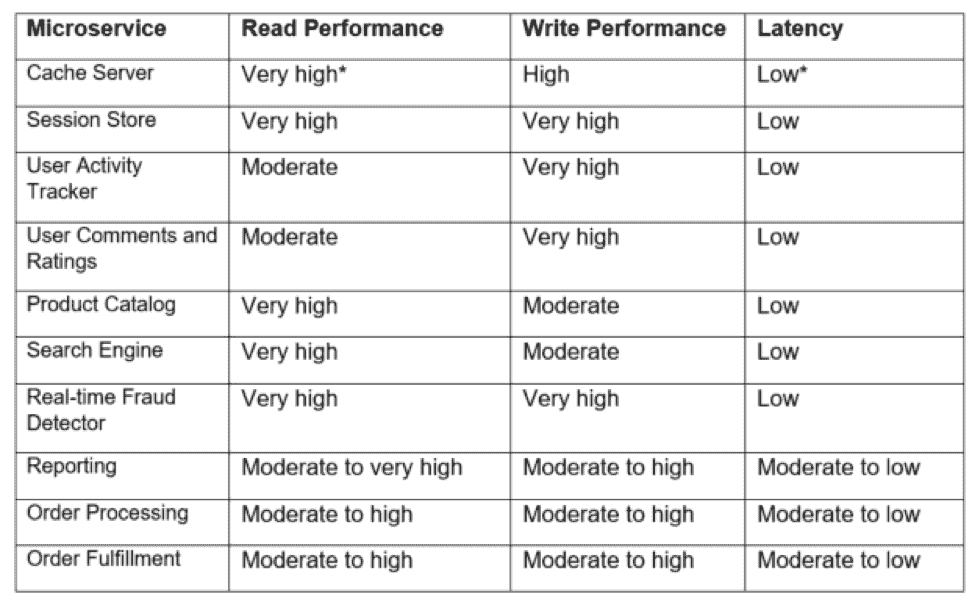 Microservice Read Performance Write Performance Latency
Cache Server Very high* High Low*
Session Store Very high Very high Low
User Activity Moderate Very high Low
Tracker
User Comments and Moderate Very high Low
Ratings
Product Catalog Very high Moderate Low
Search Engine Very high Moderate Low
Real-time Fraud Very high Very high Low
Detector
Reporting Moderate to very high Moderate to high Moderate to low
Order Processing Moderate to high Moderate to high Moderate to low
Order Fulfillment Moderate to high Moderate to high Moderate to low